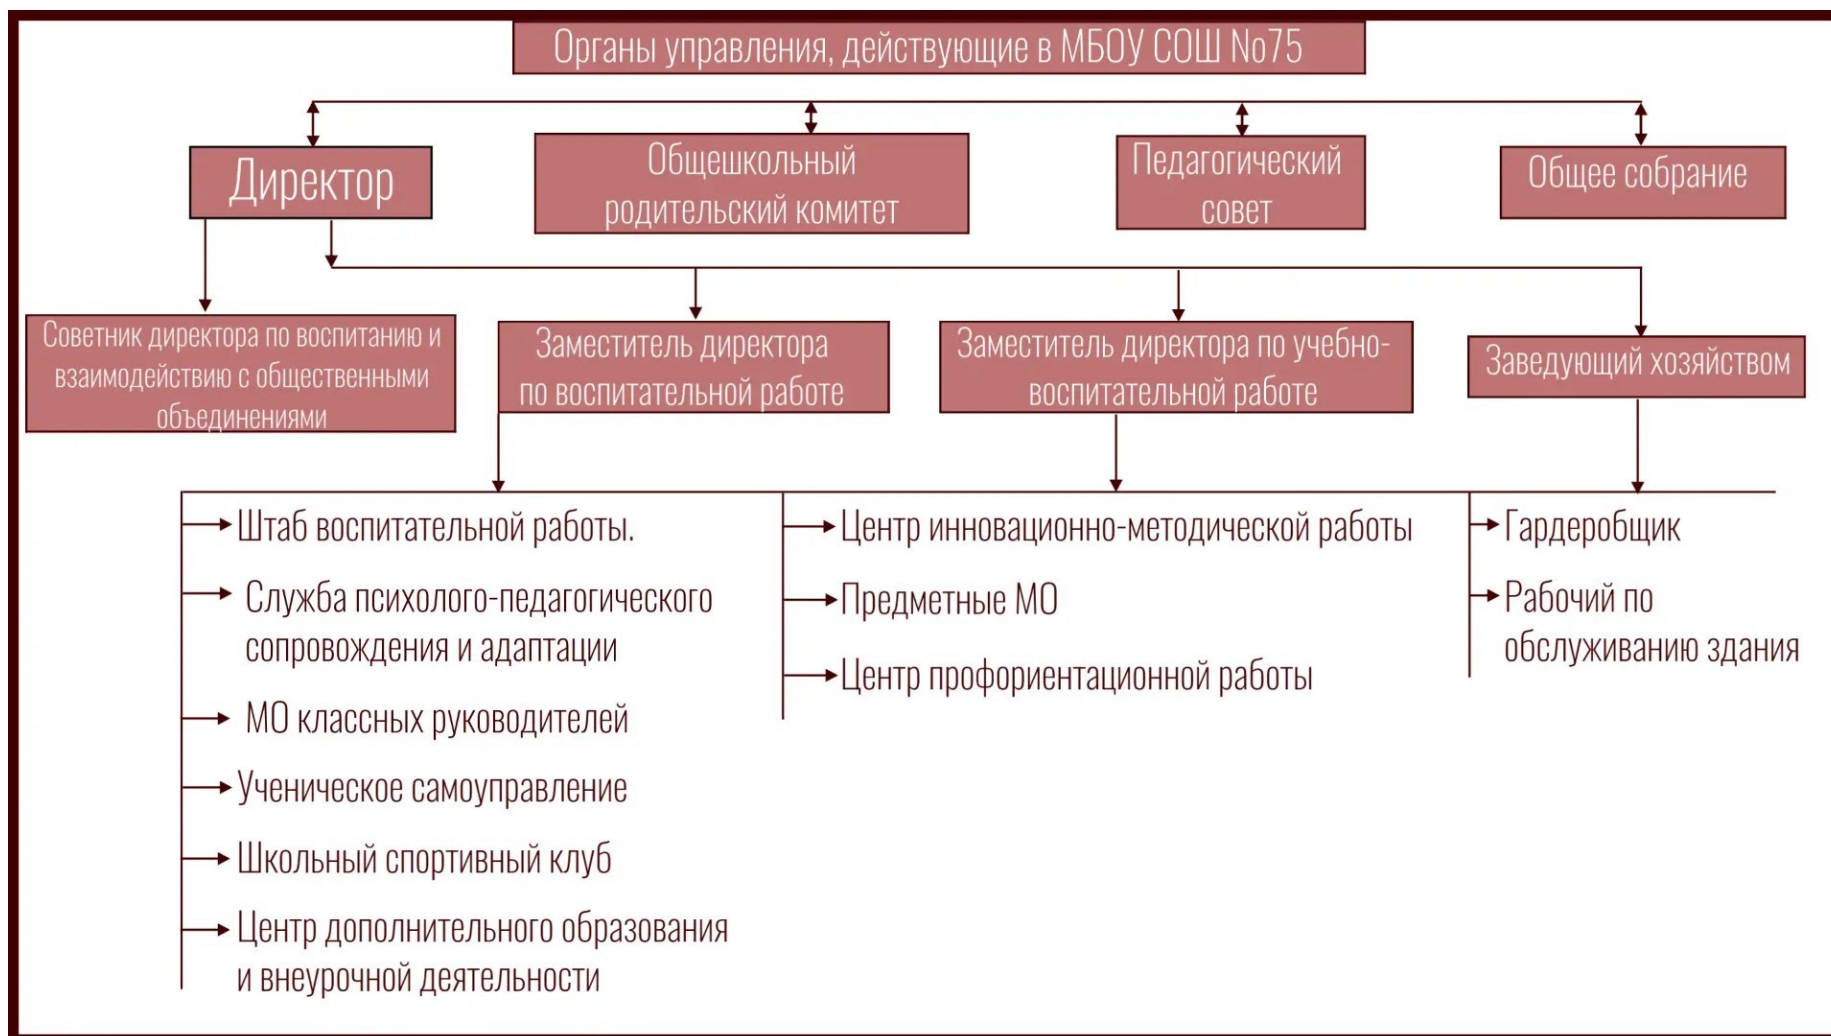 Органы управления, действующие в МБОУ СОШ No75
Директор
Общешкольный
родительский комитет
Педагогический
совет
Общее собрание
Советник директора по воспитанию и
взаимодействию с общественными
объединениями
Заместитель директора
по воспитательной работе
Заместитель директора по учебно-
воспитательной работе
Заведующий хозяйством
Штаб воспитательной работы.
Служба психолого-педагогического
сопровождения и адаптации
МО классных руководителей
Ученическое самоуправление
Школьный спортивный клуб
Центр дополнительного образования
и внеурочной деятельности
Центр инновационно-методической работы
Предметные МО
Центр профориентационной работы
Гардеробщик
Рабочий по
обслуживанию здания